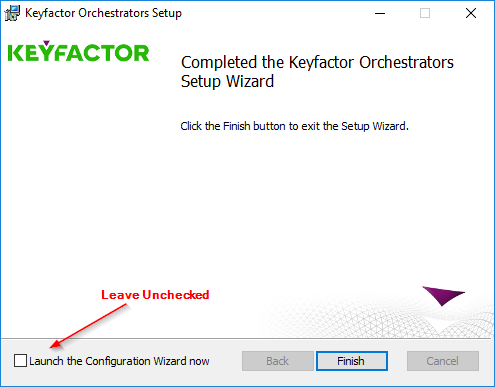 Keyfactor Orchestrators Setup
KEYFACTOR
Completed the Keyfactor Orchestrators
Setup Wizard
Click the Finish button to exit the Setup Wizard.
Leave Unchecked
Launch the Configuration Wizard now
Back
Finish
Cancel